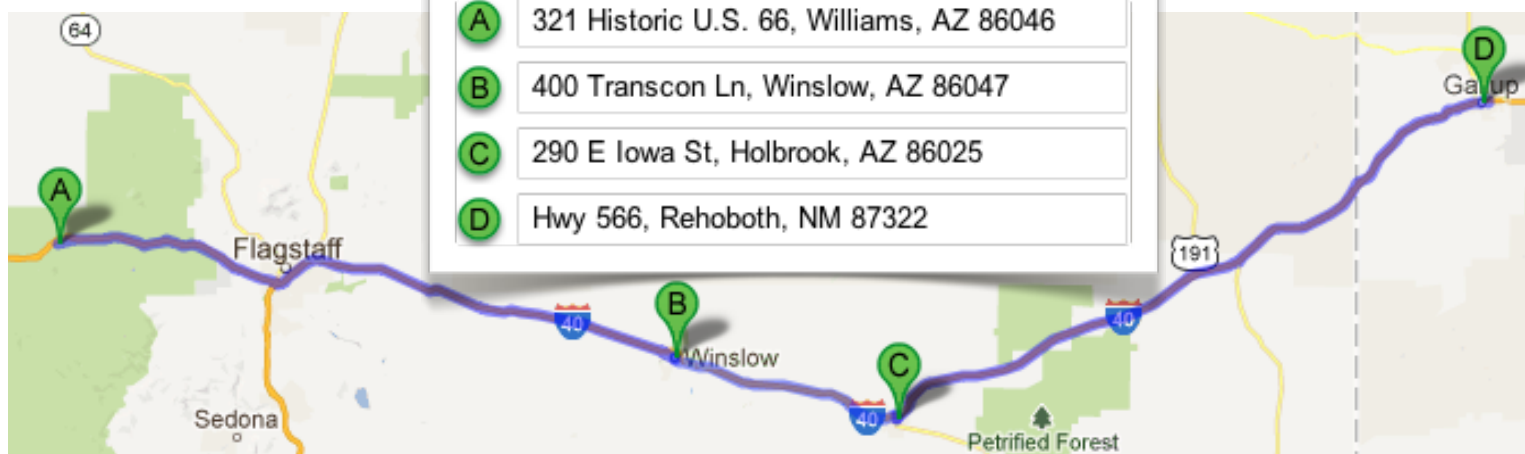 A 321 Historic U.S. 66, Williams, AZ 86046
B 400 Transcon Ln, Winslow, AZ 86047
C 290 E Iowa St, Holbrook, AZ 86025
D Hwy 566, Rehoboth, NM 87322
64
D
Gallup
A
Flagstaff
191
B
40
40
Winslow
C
40
Sedona
Petrified Forest